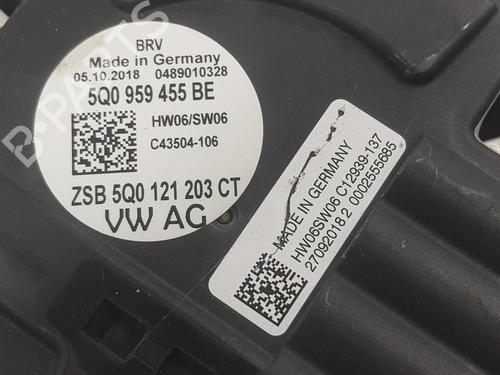 B-PARTS
BRV
Made in Germany
05.10.2018 0489010328
5Q0 959 455 BE
HW06/SW06
C43504-106
ZSB 5Q0 121 203 CT
VW AG
MADE IN GERMANY
HW06SW06 C12939-137
27092018 2 0002555685